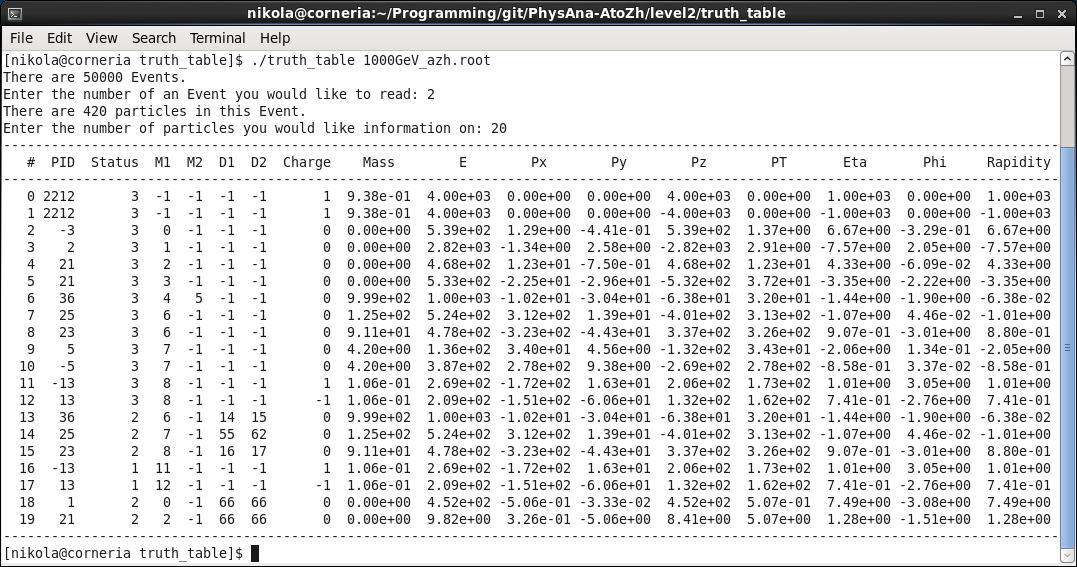 nikola@corneria:~/Programming/git/PhysAna-AtoZh/level2/truth_table
File Edit View Search Terminal Help
[nikola@corneria truth_table]$ ./truth_table 1000GeV_azh.root
There are 50000 Events.
Enter the number of an Event you would like to read: 2
There are 420 particles in this Event.
Enter the number of particles you would like information on: 20
------------------------------------------------------------------------------------------------------------------------------------
# PID Status M1 M2 D1 D2 Charge Mass E Px Py Pz PT Eta Phi Rapidity
------------------------------------------------------------------------------------------------------------------------------------
0 2212 3 -1 -1 -1 -1 1 9.38e-01 4.00e+03 0.00e+00 0.00e+00 4.00e+03 0.00e+00 1.00e+03 0.00e+00 1.00e+03
1 2212 3 -1 -1 -1 -1 1 9.38e-01 4.00e+03 0.00e+00 0.00e+00 -4.00e+03 0.00e+00 -1.00e+03 0.00e+00 -1.00e+03
2 -3 3 0 -1 -1 -1 0 0.00e+00 5.39e+02 1.29e+00 -4.41e-01 5.39e+02 1.37e+00 6.67e+00 -3.29e-01 6.67e+00
3 2 3 1 -1 -1 -1 0 0.00e+00 2.82e+03 -1.34e+00 2.58e+00 -2.82e+03 2.91e+00 -7.57e+00 2.05e+00 -7.57e+00
4 21 3 2 -1 -1 -1 0 0.00e+00 4.68e+02 1.23e+01 -7.50e-01 4.68e+02 1.23e+01 4.33e+00 -6.09e-02 4.33e+00
5 21 3 3 -1 -1 -1 0 0.00e+00 5.33e+02 -2.25e+01 -2.96e+01 -5.32e+02 3.72e+01 -3.35e+00 -2.22e+00 -3.35e+00
6 36 3 4 5 -1 -1 0 9.99e+02 1.00e+03 -1.02e+01 -3.04e+01 -6.38e+01 3.20e+01 -1.44e+00 -1.90e+00 -6.38e-02
7 25 3 6 -1 -1 -1 0 1.25e+02 5.24e+02 3.12e+02 1.39e+01 -4.01e+02 3.13e+02 -1.07e+00 4.46e-02 -1.01e+00
8 23 3 6 -1 -1 -1 0 9.11e+01 4.78e+02 -3.23e+02 -4.43e+01 3.37e+02 3.26e+02 9.07e-01 -3.01e+00 8.80e-01
9 5 3 7 -1 -1 -1 0 4.20e+00 1.36e+02 3.40e+01 4.56e+00 -1.32e+02 3.43e+01 -2.06e+00 1.34e-01 -2.05e+00
10 -5 3 7 -1 -1 -1 0 4.20e+00 3.87e+02 2.78e+02 9.38e+00 -2.69e+02 2.78e+02 -8.58e-01 3.37e-02 -8.58e-01
11 -13 3 8 -1 -1 -1 1 1.06e-01 2.69e+02 -1.72e+02 1.63e+01 2.06e+02 1.73e+02 1.01e+00 3.05e+00 1.01e+00
12 13 3 8 -1 -1 -1 -1 1.06e-01 2.09e+02 -1.51e+02 -6.06e+01 1.32e+02 1.62e+02 7.41e-01 -2.76e+00 7.41e-01
13 36 2 6 -1 14 15 0 9.99e+02 1.00e+03 -1.02e+01 -3.04e+01 -6.38e+01 3.20e+01 -1.44e+00 -1.90e+00 -6.38e-02
14 25 2 7 -1 55 62 0 1.25e+02 5.24e+02 3.12e+02 1.39e+01 -4.01e+02 3.13e+02 -1.07e+00 4.46e-02 -1.01e+00
15 23 2 8 -1 16 17 0 9.11e+01 4.78e+02 -3.23e+02 -4.43e+01 3.37e+02 3.26e+02 9.07e-01 -3.01e+00 8.80e-01
16 -13 1 11 -1 -1 -1 1 1.06e-01 2.69e+02 -1.72e+02 1.63e+01 2.06e+02 1.73e+02 1.01e+00 3.05e+00 1.01e+00
17 13 1 12 -1 -1 -1 -1 1.06e-01 2.09e+02 -1.51e+02 -6.06e+01 1.32e+02 1.62e+02 7.41e-01 -2.76e+00 7.41e-01
18 1 2 0 -1 66 66 0 0.00e+00 4.52e+02 -5.06e-01 -3.33e-02 4.52e+02 5.07e-01 7.49e+00 -3.08e+00 7.49e+00
19 21 2 2 -1 66 66 0 0.00e+00 9.82e+00 3.26e-01 -5.06e+00 8.41e+00 5.07e+00 1.28e+00 -1.51e+00 1.28e+00
------------------------------------------------------------------------------------------------------------------------------------
[nikola@corneria truth_table]$